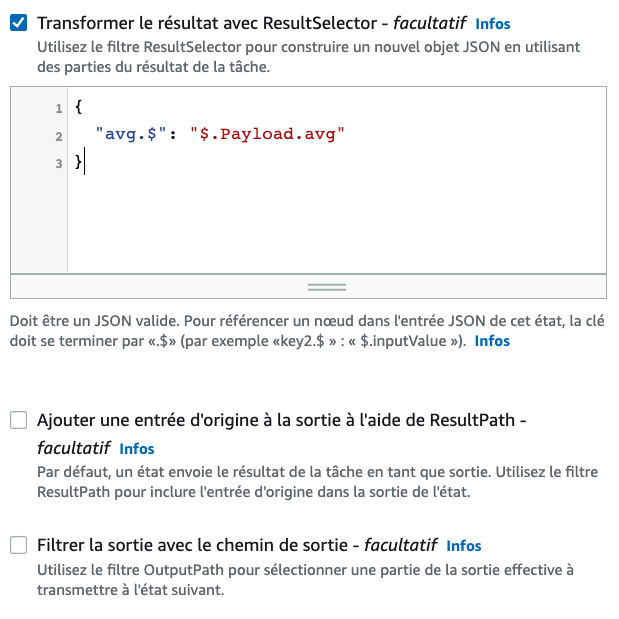 Transformer le résultat avec ResultSelector - facultatif Infos
Utilisez le filtre ResultSelector pour construire un nouvel objet JSON en utilisant
des parties du résultat de la tâche.
1 {
2 "avg.$": "$.Payload.avg"
3 }
Doit être un JSON valide. Pour référencer un nœud dans l'entrée JSON de cet état, la clé
doit se terminer par «.$» (par exemple «key2.$ » : « $.inputValue »). Infos
Ajouter une entrée d'origine à la sortie à l'aide de ResultPath -
facultatif Infos
Par défaut, un état envoie le résultat de la tâche en tant que sortie. Utilisez le filtre
ResultPath pour inclure l'entrée d'origine dans la sortie de l'état.
Filtrer la sortie avec le chemin de sortie - facultatif Infos
Utilisez le filtre OutputPath pour sélectionner une partie de la sortie effective à
transmettre à l'état suivant.